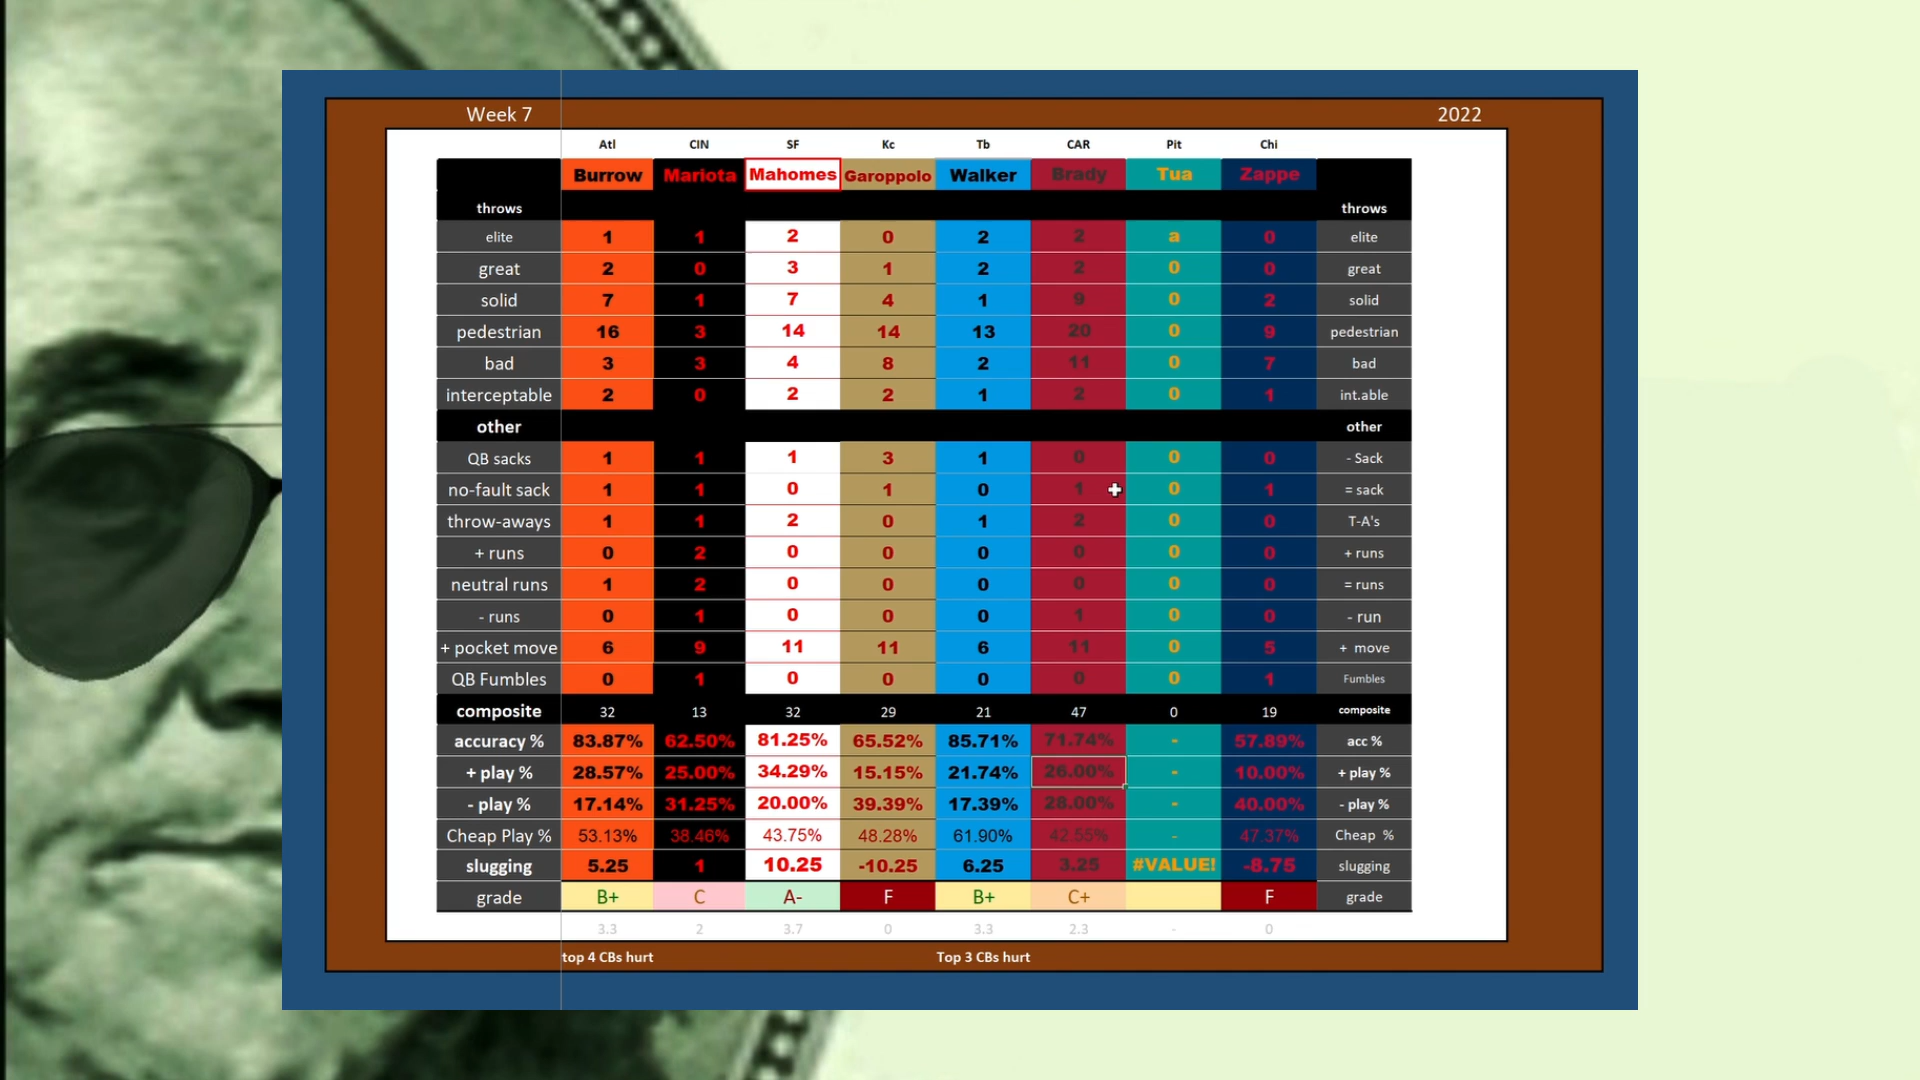 Week 7 2022
Atl CIN SF Kc Tb CAR Pit Chi
Burrow Mariota Mahomes Garoppolo Walker Brady Tua Zappe
throws throws
elite 1 1 2 0 2 2 a 0 elite
great 2 0 3 1 2 2 0 0 great
solid 7 1 7 4 1 9 0 2 solid
pedestrian 16 3 14 14 13 20 0 9 pedestrian
bad 3 3 4 8 2 11 0 7 bad
interceptable 2 0 2 2 1 2 0 1 int.able
other other
QB sacks 1 1 1 3 1 0 0 0 - Sack
no-fault sack 1 1 0 1 0 1 0 1 = sack
throw-aways 1 1 2 0 1 2 0 0 T-A's
+ runs 0 2 0 0 0 0 0 0 + runs
neutral runs 1 2 0 0 0 0 0 0 = runs
- runs 0 1 0 0 0 1 0 0 - run
+ pocket move 6 9 11 11 6 11 0 5 + move
QB Fumbles 0 1 0 0 0 0 0 1 Fumbles
composite 32 13 32 29 21 47 0 19 composite
accuracy % 83.87% 62.50% 81.25% 65.52% 85.71% 71.74% - 57.89% acc %
+ play % 28.57% 25.00% 34.29% 15.15% 21.74% 26.00% - 10.00% + play %
- play % 17.14% 31.25% 20.00% 39.39% 17.39% 28.00% - 40.00% - play %
Cheap Play % 53.13% 38.46% 43.75% 48.28% 61.90% 42.55% - 47.37% Cheap %
slugging 5.25 1 10.25 -10.25 6.25 3.25 #VALUE! -8.75 slugging
grade B+ C A- F B+ C+ F grade
3.3 2 3.7 0 3.3 2.3 - 0
top 4 CBs hurt Top 3 CBs hurt